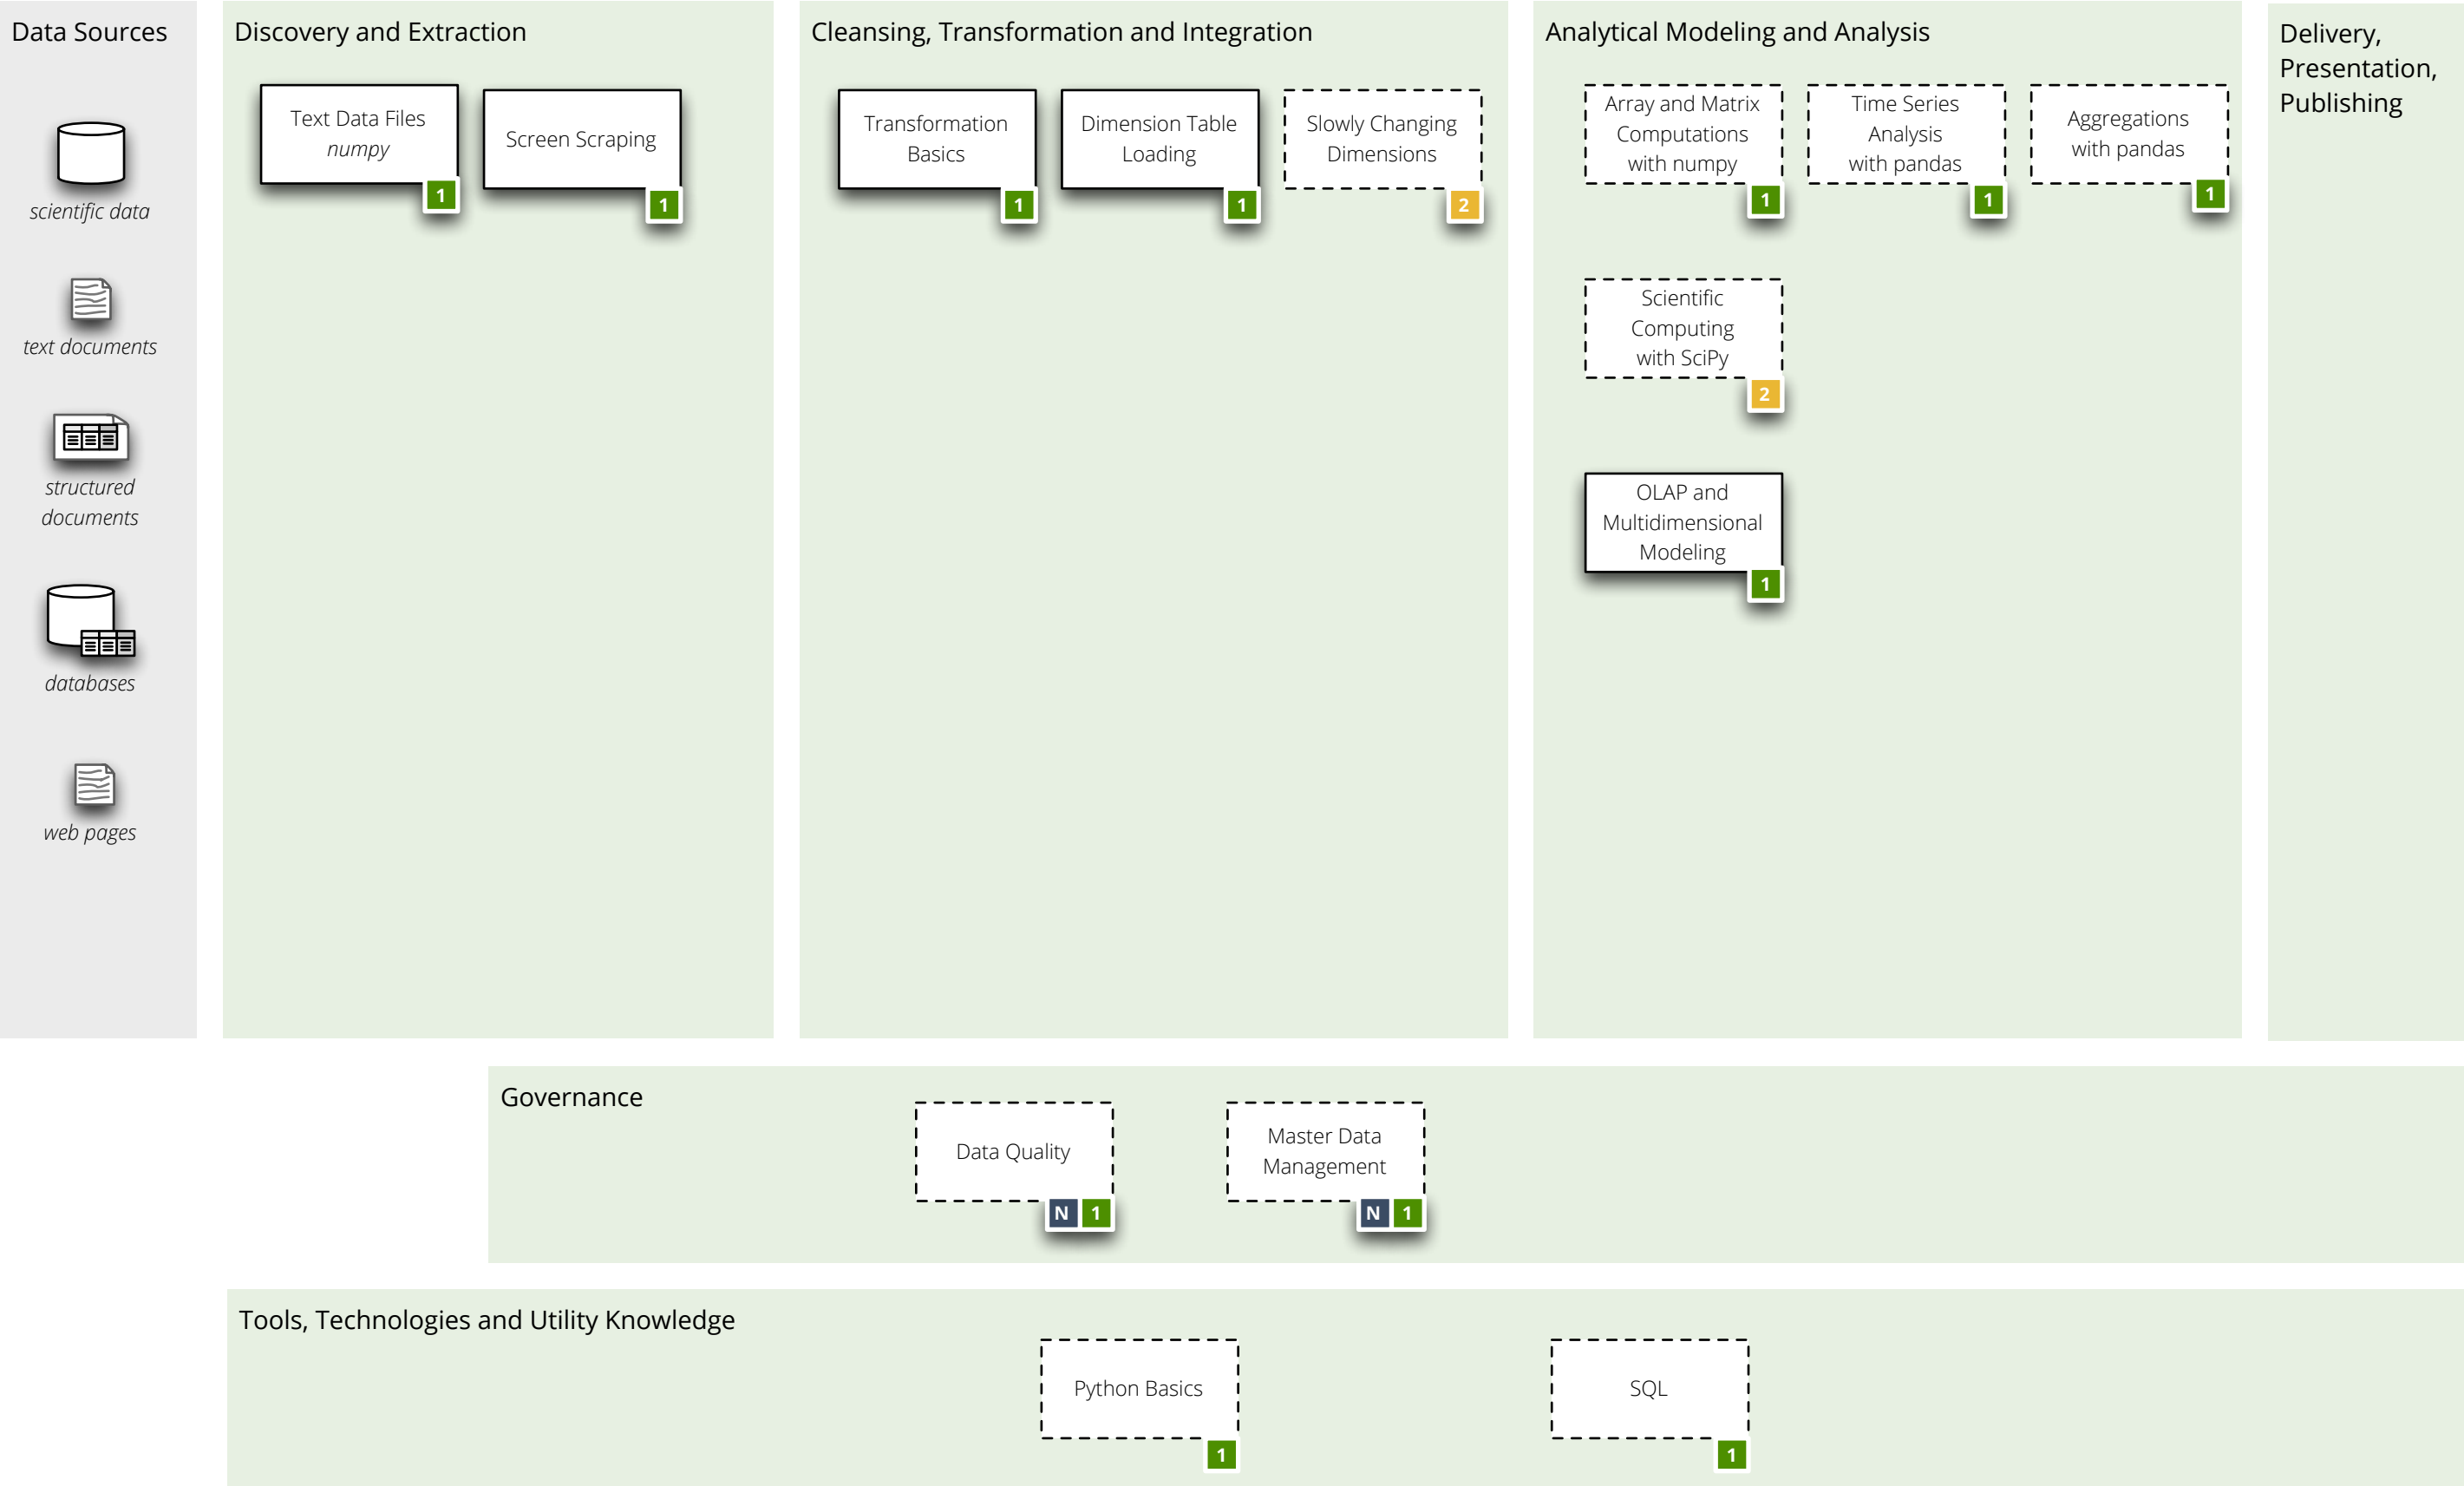 Data Sources
scientific data
text documents
structured
documents
databases
web pages
Discovery and Extraction
Text Data Files
numpy
1
Screen Scraping
1
Cleansing, Transformation and Integration
Transformation
Basics
1
Dimension Table
Loading
1
Slowly Changing
Dimensions
2
Analytical Modeling and Analysis
Array and Matrix
Computations
with numpy
1
Time Series
Analysis
with pandas
1
Aggregations
with pandas
1
Scientific
Computing
with SciPy
2
OLAP and
Multidimensional
Modeling
1
Delivery,
Presentation,
Publishing
Governance
Data Quality
N 1
Master Data
Management
N 1
Tools, Technologies and Utility Knowledge
Python Basics
1
SQL
1